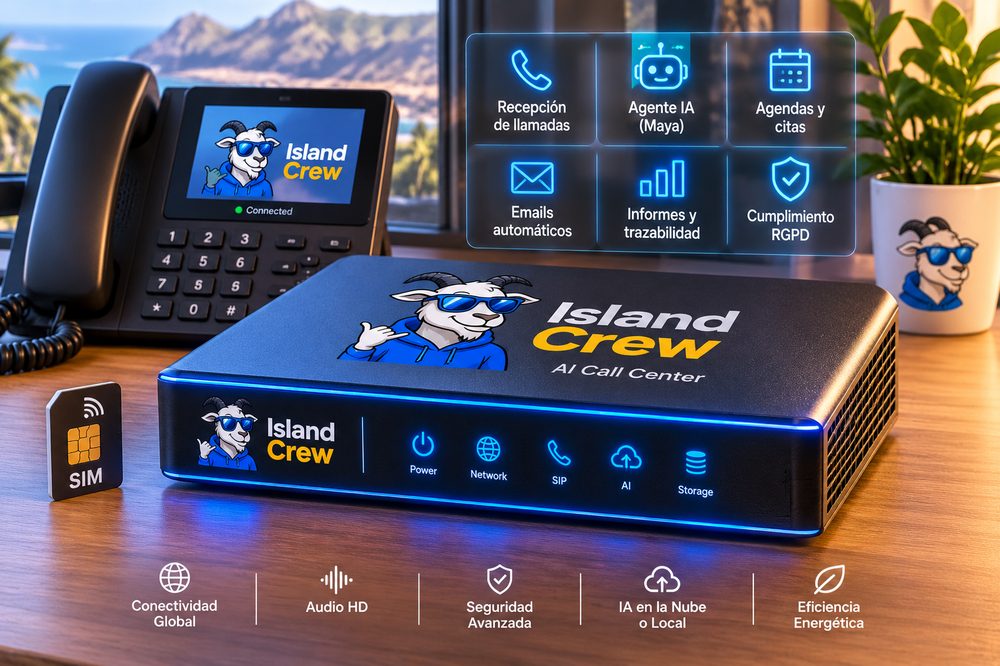 Island
Crew
Connected
1 2 3
4 5 6
7 8 9
* 0 #
Recepción
de llamadas
Agente IA
(Maya)
Agendas y
citas
Emails
automáticos
Informes y
trazabilidad
Cumplimiento
RGPD
Island
Crew
AI Call Center
SIM
Island
Crew
Power
Network
SIP
AI
Storage
Conectividad
Global
Audio HD
Seguridad
Avanzada
IA en la Nube
o Local
Eficiencia
Energética